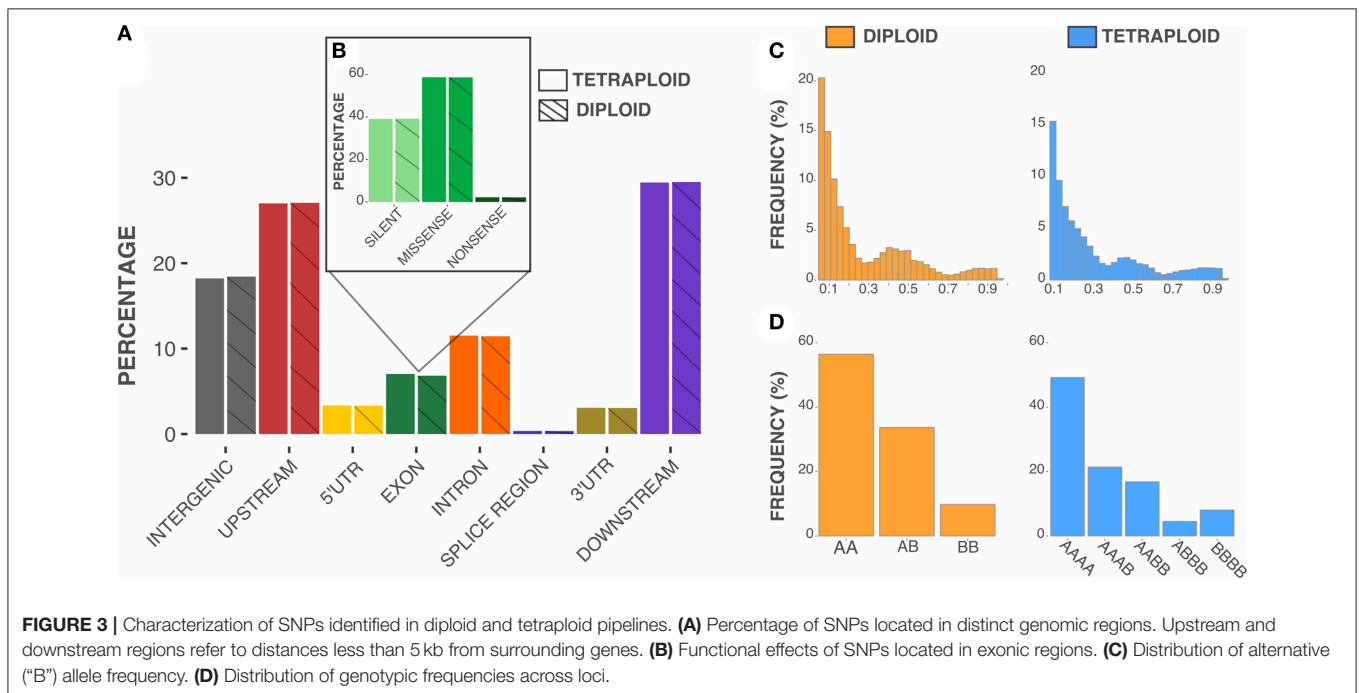 A
B
PERCENTAGE
60
40
20
0
SILENT
MISSENSE
NONSENSE
TETRAPLOID
DIPLOID
PERCENTAGE
30
20
10
0
INTERGENIC
UPSTREAM
5'UTR
EXON
INTRON
SPLICE REGION
3'UTR
DOWNSTREAM
C
DIPLOID
TETRAPLOID
FREQUENCY (%)
20
15
10
5
0
0.1 0.3 0.5 0.7 0.9
20
15
10
5
0
0.1 0.3 0.5 0.7 0.9
D
FREQUENCY (%)
60
40
20
0
AA AB BB
60
40
20
0
AAAA
AAAB
AABB
ABBB
BBBB
FIGURE 3 | Characterization of SNPs identified in diploid and tetraploid pipelines. (A) Percentage of SNPs located in distinct genomic regions. Upstream and
downstream regions refer to distances less than 5 kb from surrounding genes. (B) Functional effects of SNPs located in exonic regions. (C) Distribution of alternative
("B") allele frequency. (D) Distribution of genotypic frequencies across loci.